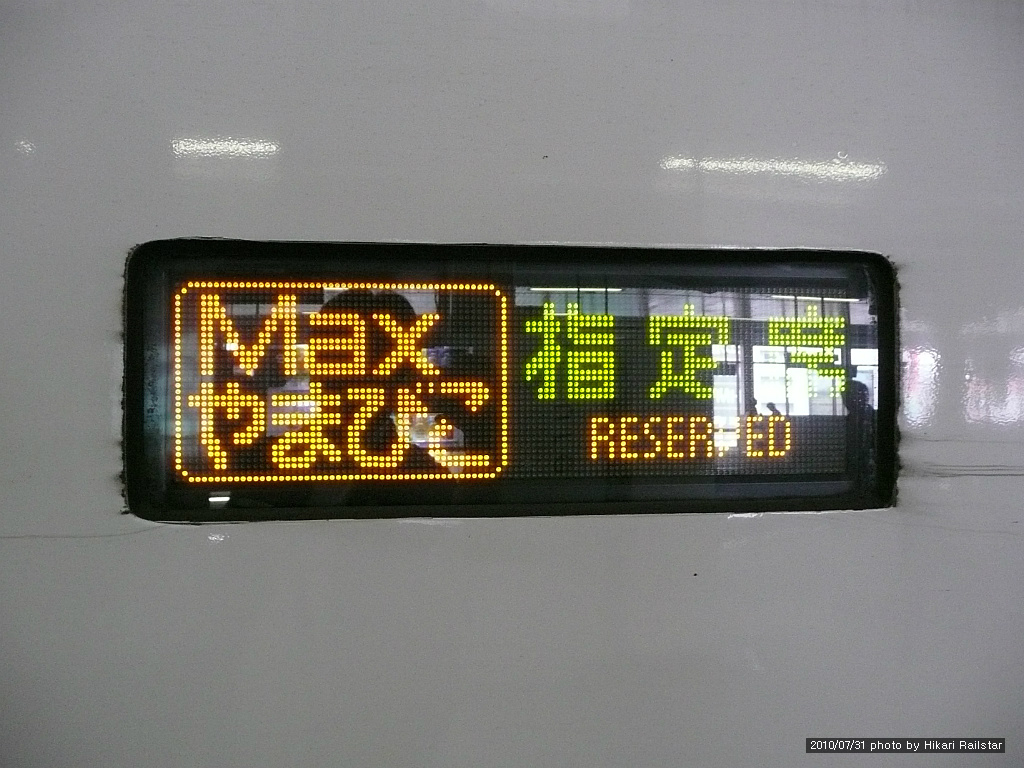 Max
やまびこ
指定席
RESERVED
2010/07/31 photo by Hikari Railstar